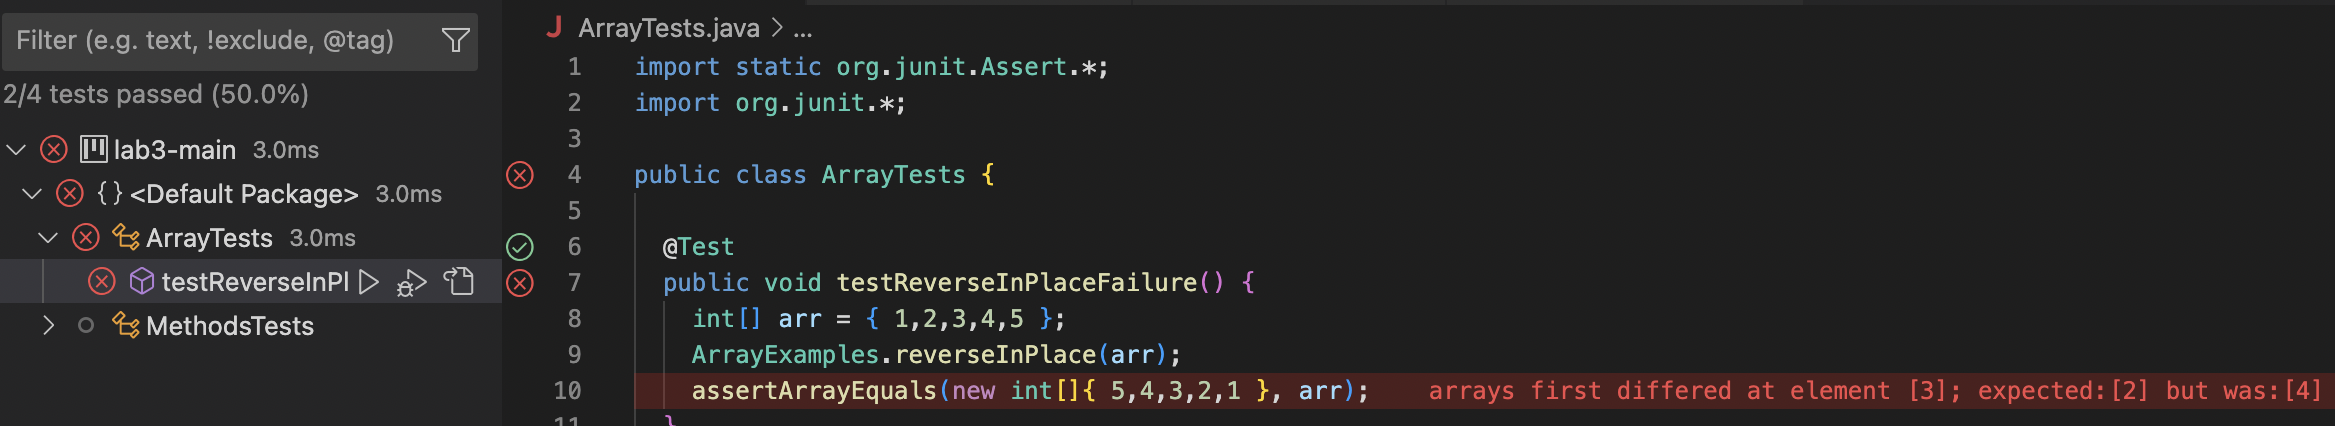 Filter (e.g. text, !exclude, @tag)
2/4 tests passed (50.0%)
lab3-main 3.0ms
{} <Default Package> 3.0ms
ArrayTests 3.0ms
testReverseInPl
MethodsTests
J ArrayTests.java > ...
1 import static org.junit.Assert.*;
2 import org.junit.*;
3
4 public class ArrayTests {
5
6 @Test
7 public void testReverseInPlaceFailure() {
8 int[] arr = { 1,2,3,4,5 };
9 ArrayExamples.reverseInPlace(arr);
10 assertArrayEquals(new int[]{ 5,4,3,2,1 }, arr); arrays first differed at element [3]; expected:[2] but was:[4]
11 }